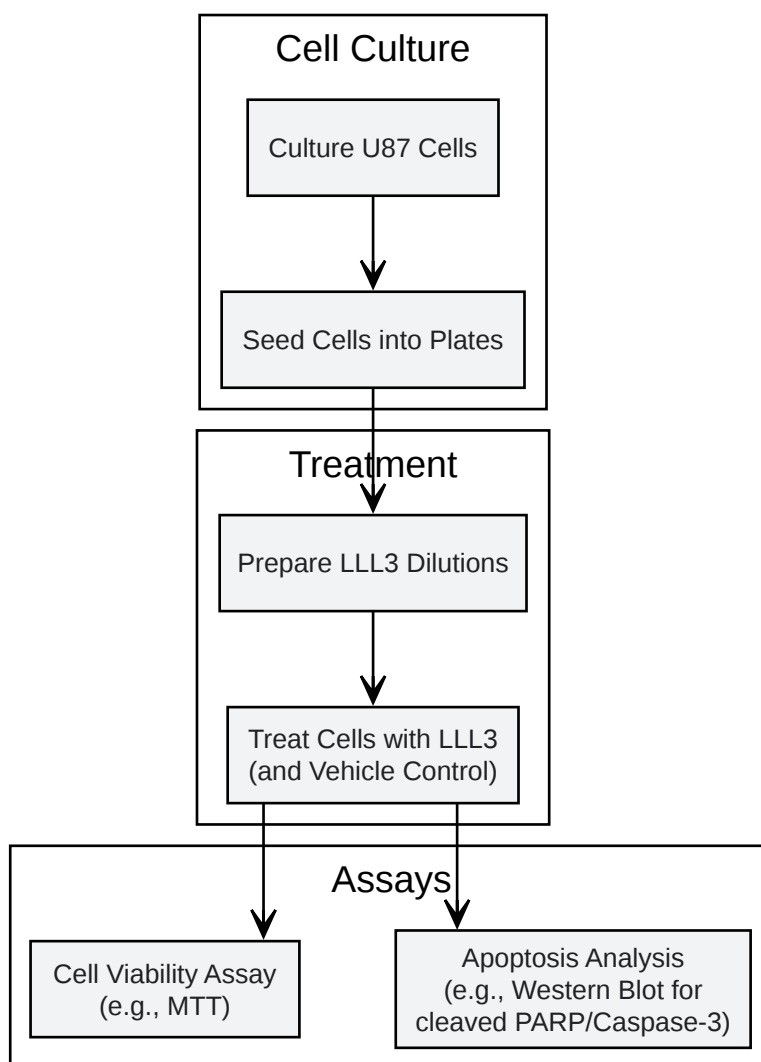 Cell Culture
Culture U87 Cells
Seed Cells into Plates
Treatment
Prepare LLL3 Dilutions
Treat Cells with LLL3
(and Vehicle Control)
Assays
Cell Viability Assay
(e.g., MTT)
Apoptosis Analysis
(e.g., Western Blot for
cleaved PARP/Caspase-3)